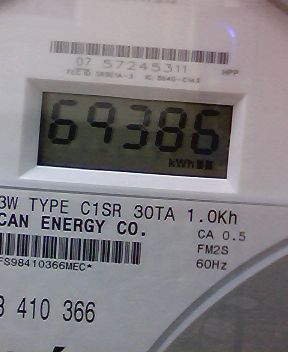 07 57245311
HPP
69386
kWh
3W TYPE C1SR 30TA 1.0Kh
CAN ENERGY CO.
CA 0.5
FM2S
60Hz
FS98410366MEC*
3 410 366